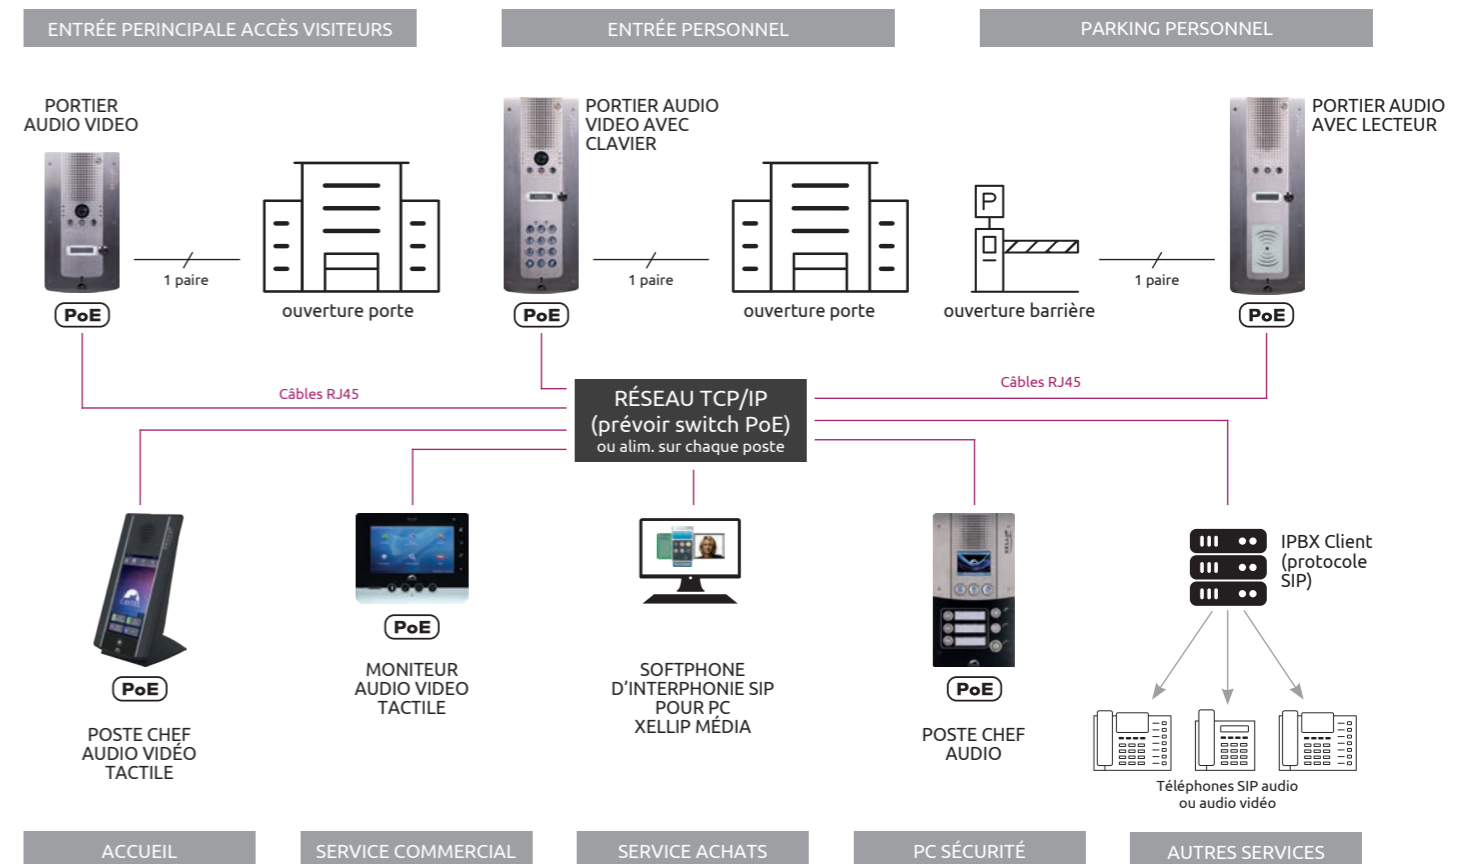 ENTRÉE PERINCIPALE ACCÈS VISITEURS
ENTRÉE PERSONNEL
PARKING PERSONNEL
PORTIER
AUDIO VIDEO
PORTIER AUDIO
VIDEO AVEC
CLAVIER
PORTIER AUDIO
AVEC LECTEUR
P
1 paire
1 paire
1 paire
ouverture porte
ouverture porte
ouverture barrière
PoE
PoE
PoE
Câbles RJ45
Câbles RJ45
RÉSEAU TCP/IP
(prévoir switch PoE)
ou alim. sur chaque poste
IPBX Client
(protocole
SIP)
PoE
POSTE CHEF
AUDIO VIDÉO
TACTILE
PoE
MONITEUR
AUDIO VIDEO
TACTILE
SOFTPHONE
D'INTERPHONIE SIP
POUR PC
XELLIP MÉDIA
PoE
POSTE CHEF
AUDIO
Téléphones SIP audio
ou audio vidéo
ACCUEIL
SERVICE COMMERCIAL
SERVICE ACHATS
PC SÉCURITÉ
AUTRES SERVICES